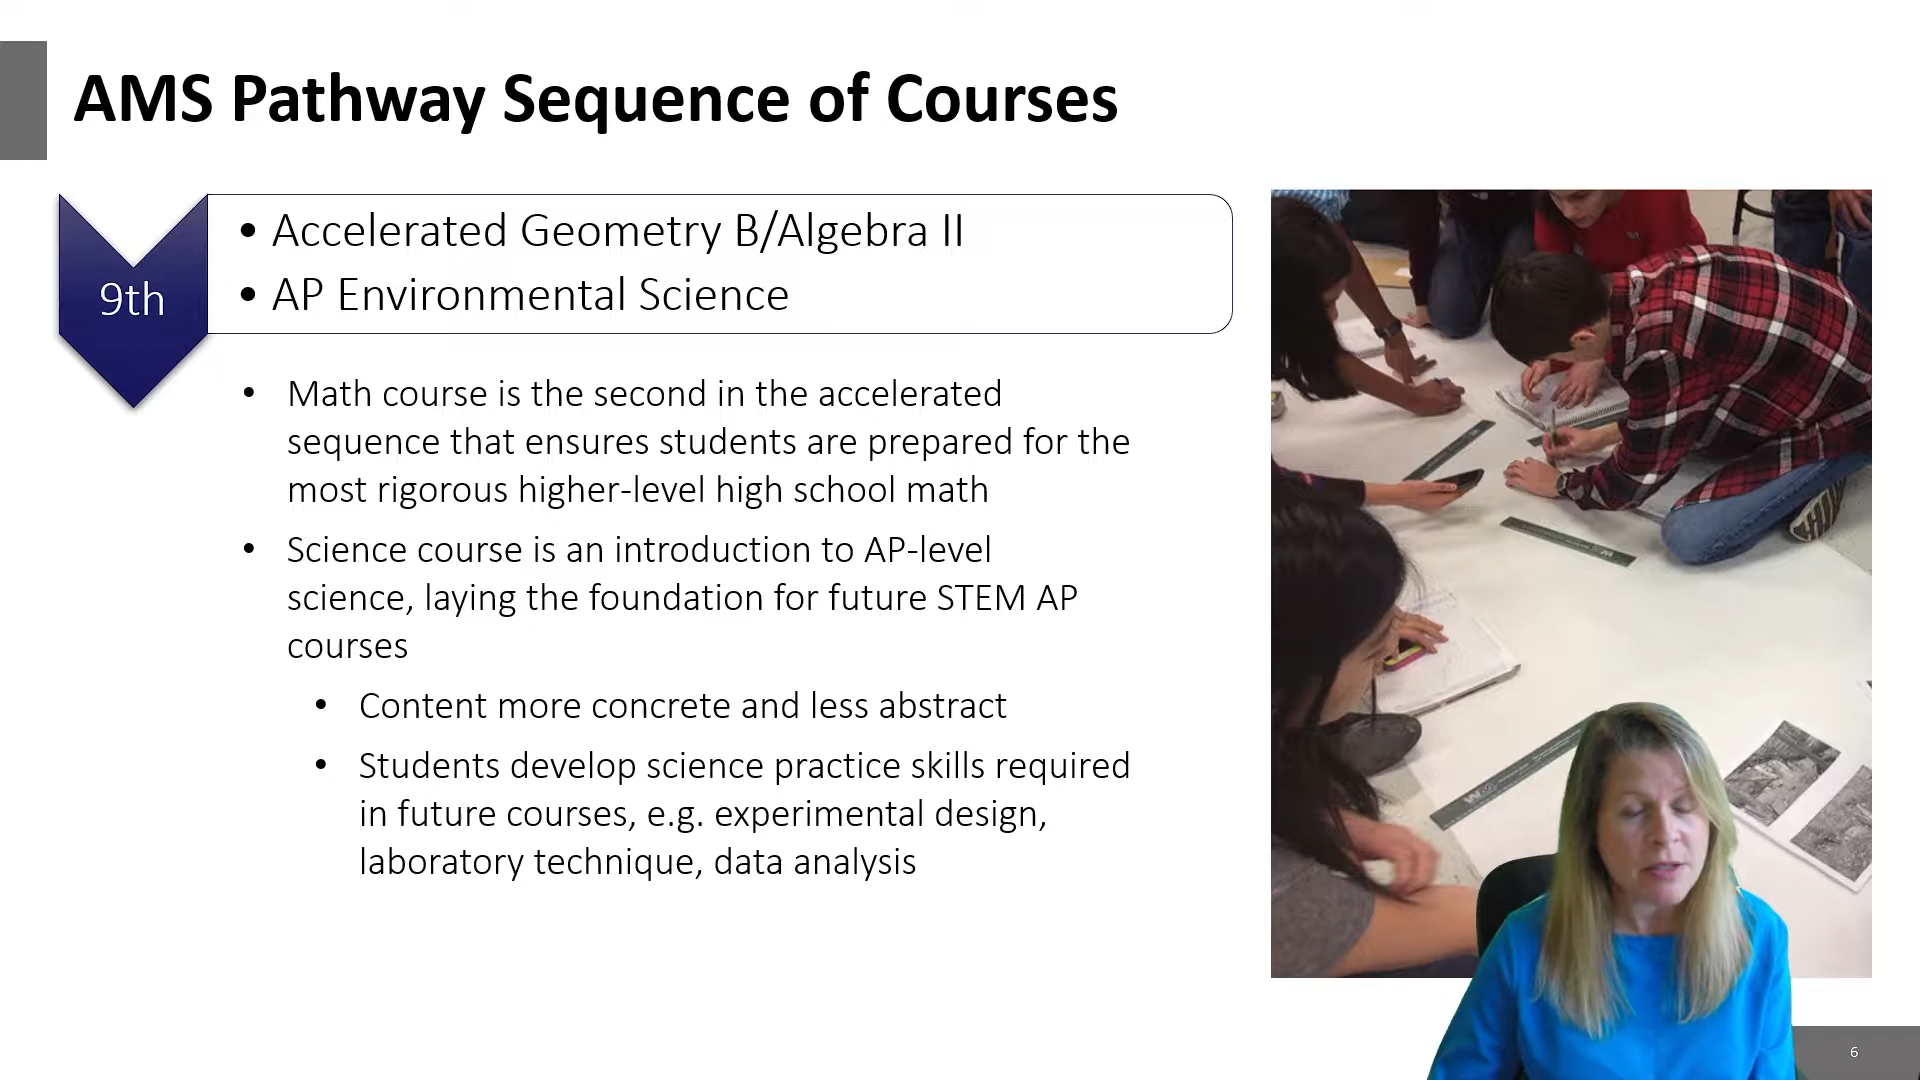 AMS Pathway Sequence of Courses
9th
• Accelerated Geometry B/Algebra II
• AP Environmental Science
• Math course is the second in the accelerated
sequence that ensures students are prepared for the
most rigorous higher-level high school math
• Science course is an introduction to AP-level
science, laying the foundation for future STEM AP
courses
• Content more concrete and less abstract
• Students develop science practice skills required
in future courses, e.g. experimental design,
laboratory technique, data analysis
6